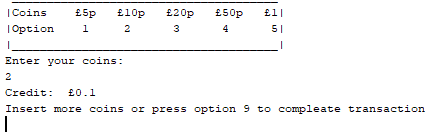 |Coins £5p £10p £20p £50p £1|
|Option 1 2 3 4 5|
|_____________________________________|
Enter your coins:
2
Credit: £0.1
Insert more coins or press option 9 to compleate transaction